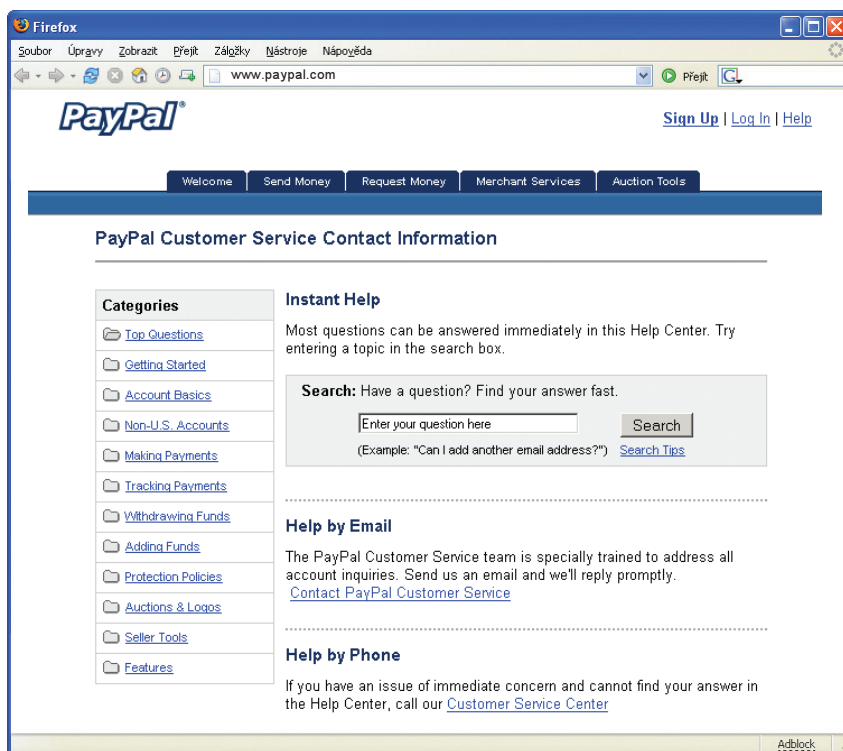 Firefox
Soubor Úpravy Zobrazit Přejít Záložky Nástroje Nápověda
www.paypal.com Přejít G
PayPal®
Sign Up | Log In | Help
Welcome Send Money Request Money Merchant Services Auction Tools
PayPal Customer Service Contact Information
Categories
Top Questions
Getting Started
Account Basics
Non-U.S. Accounts
Making Payments
Tracking Payments
Withdrawing Funds
Adding Funds
Protection Policies
Auctions & Logos
Seller Tools
Features
Instant Help
Most questions can be answered immediately in this Help Center. Try
entering a topic in the search box.
Search: Have a question? Find your answer fast.
Enter your question here Search
(Example: "Can I add another email address?") Search Tips
Help by Email
The PayPal Customer Service team is specially trained to address all
account inquiries. Send us an email and we'll reply promptly.
Contact PayPal Customer Service
Help by Phone
If you have an issue of immediate concern and cannot find your answer in
the Help Center, call our Customer Service Center
Adblock